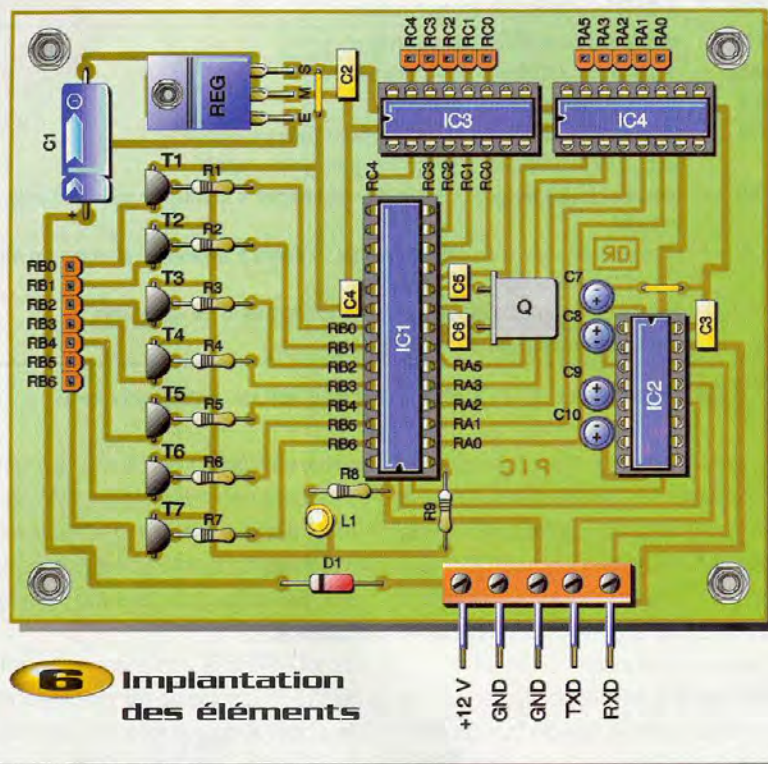 RC4
RC3
RC2
RC1
RC0
RA5
RA3
RA2
RA1
RA0
C1
REG
S
M
E
C2
IC3
IC4
+
T1
R1
T2
R2
T3
R3
T4
R4
T5
R5
T6
R6
T7
R7
RB0
RB1
RB2
RB3
RB4
RB5
RB6
RC4
RC3
RC2
RC1
RC0
C4
IC1
RB0
RB1
RB2
RB3
RB4
RB5
RB6
C5
C6
Q
RA5
RA3
RA2
RA1
RA0
RD
C7
C8
C9
C10
IC2
C3
PIC
R8
L1
R9
D1
+12 V
GND
GND
TXD
RXD
6 Implantation
des éléments